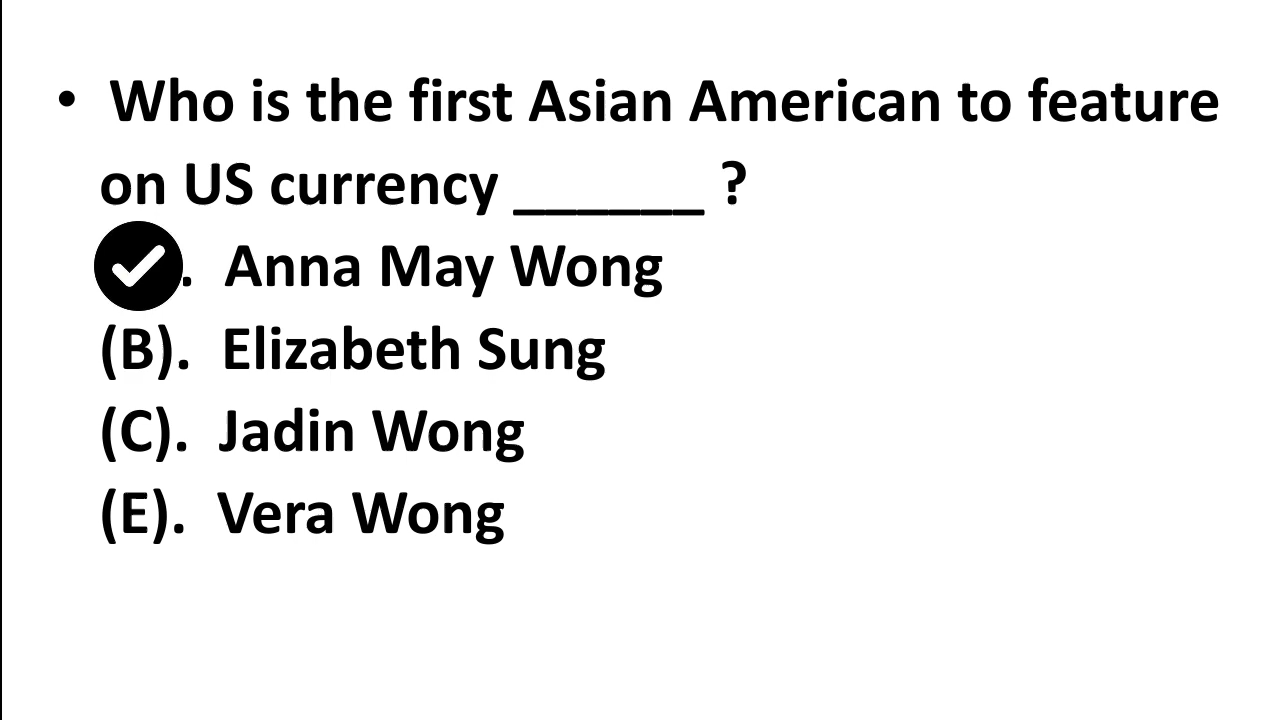 • Who is the first Asian American to feature
on US currency ______ ?
. Anna May Wong
(B). Elizabeth Sung
(C). Jadin Wong
(E). Vera Wong